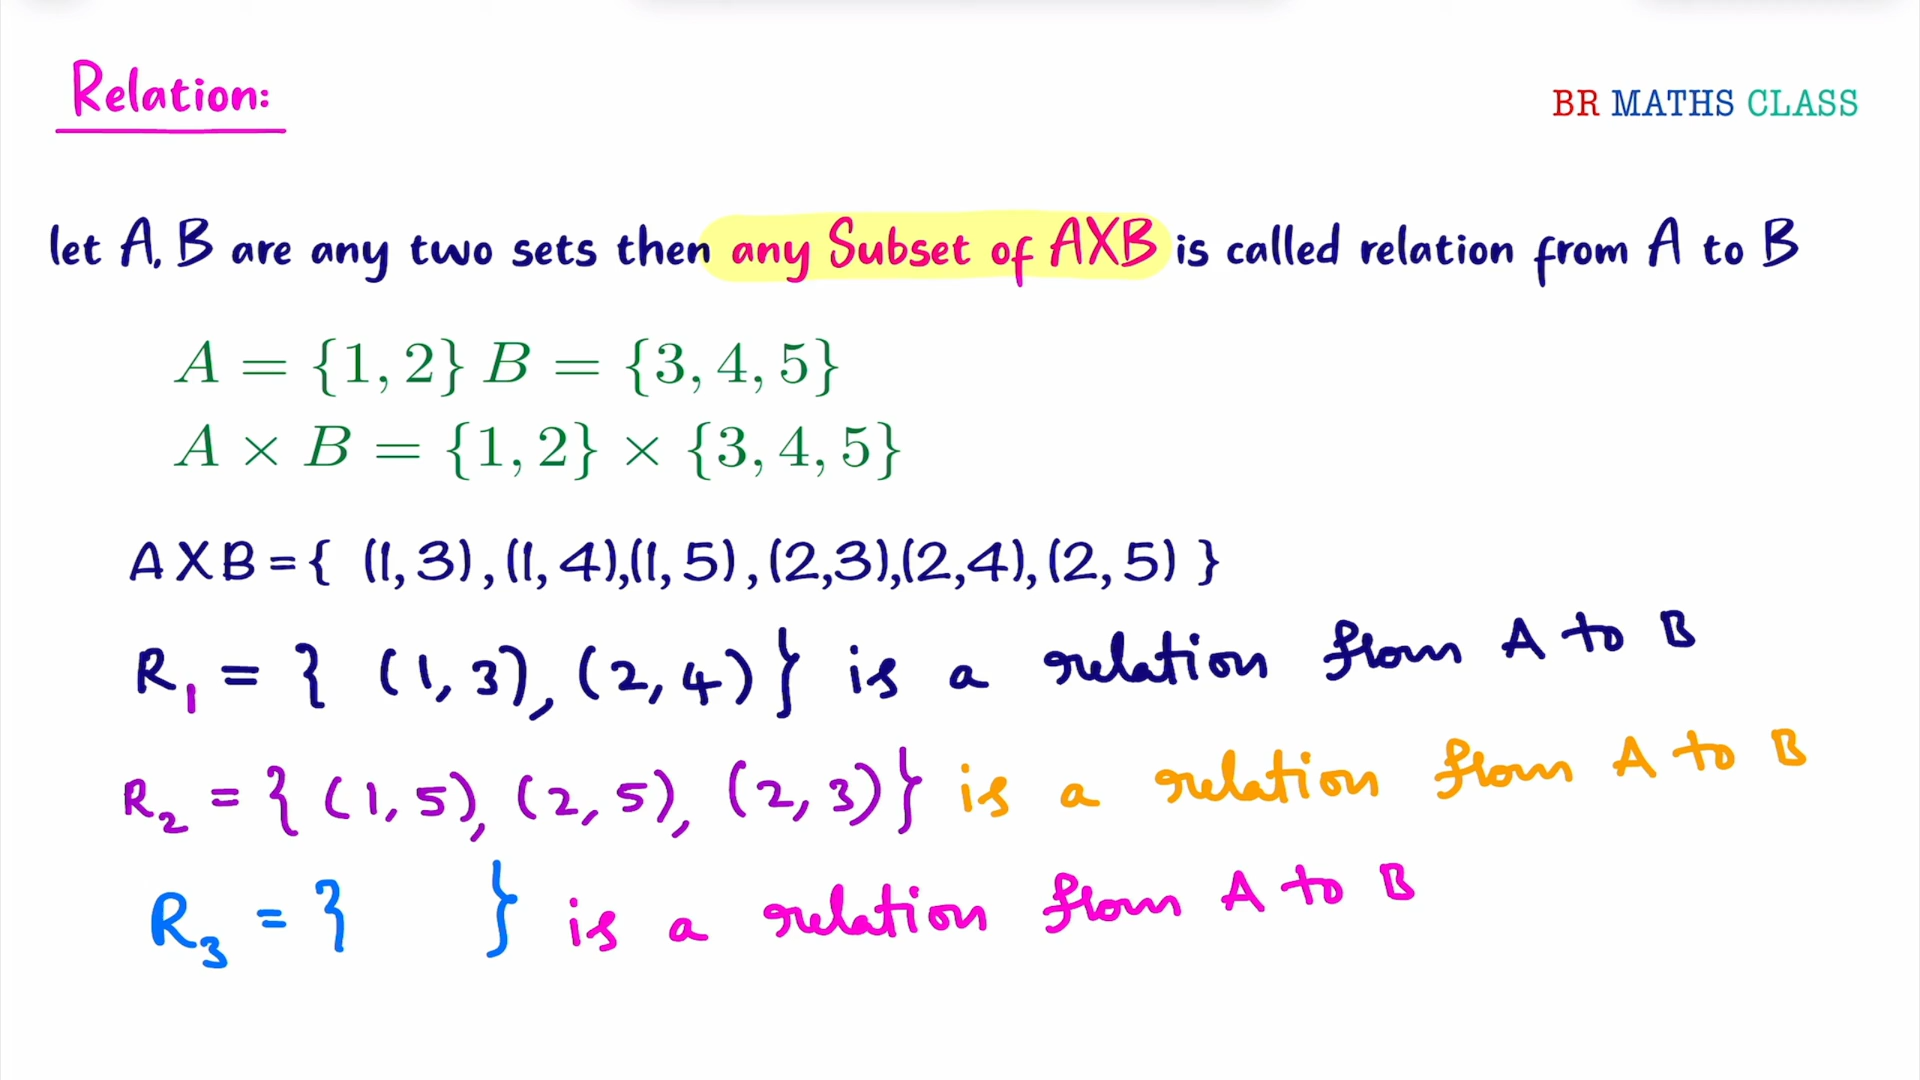 Relation:
BR MATHS CLASS
let A, B are any two sets then any Subset of AXB is called relation from A to B
A = {1, 2} B = {3, 4, 5}
A × B = {1, 2} × {3, 4, 5}
AXB = { (1, 3), (1, 4),(1, 5), (2,3),(2,4), (2, 5) }
R₁ = { (1, 3), (2, 4)} is a relation from A to B
R₂ = { (1, 5), (2, 5), (2, 3)} is a relation from A to B
R₃ = { } is a relation from A to B